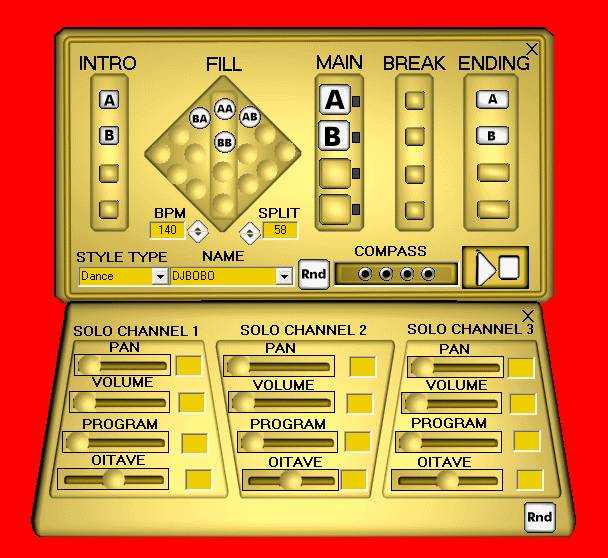 X
INTRO FILL MAIN BREAK ENDING
A A A
AA
BA AB
B BB B B
BPM SPLIT
140 58
STYLE TYPE NAME COMPASS
Dance DJBOBO Rnd
X
SOLO CHANNEL 1 SOLO CHANNEL 2 SOLO CHANNEL 3
PAN PAN PAN
VOLUME VOLUME VOLUME
PROGRAM PROGRAM PROGRAM
OITAVE OITAVE OITAVE
Rnd